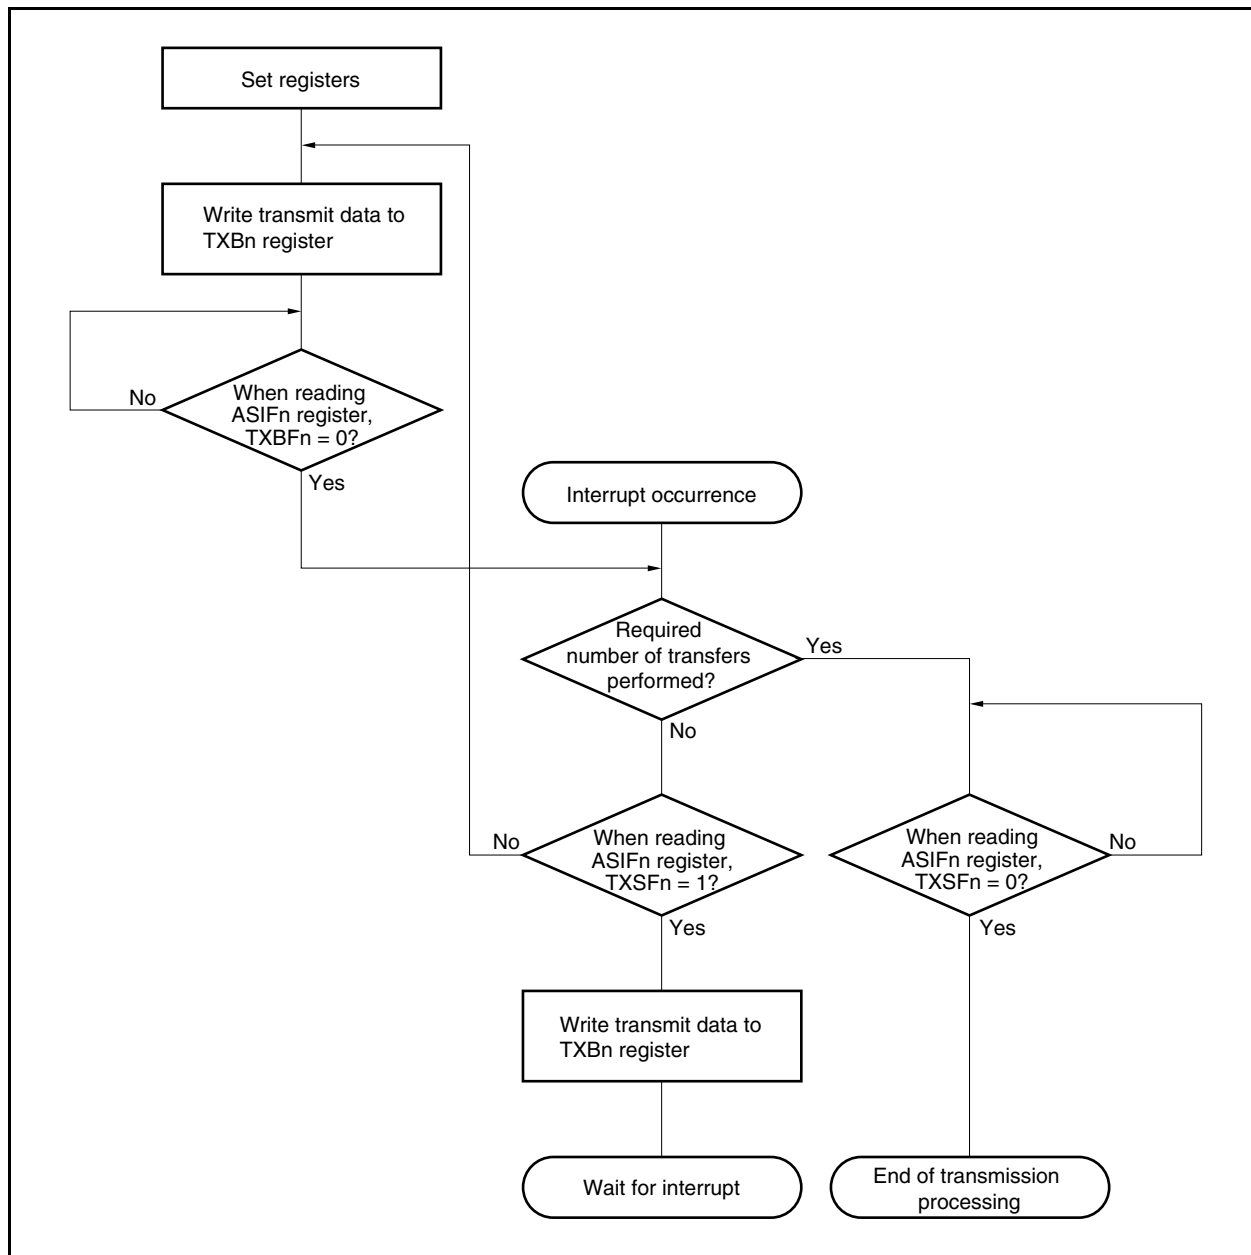 Set registers
Write transmit data to
TXBn register
No
When reading
ASIFn register,
TXBFn = 0?
Yes
Interrupt occurrence
Required
number of transfers
performed?
Yes
No
No
When reading
ASIFn register,
TXSFn = 1?
Yes
When reading
ASIFn register,
TXSFn = 0?
No
Yes
Write transmit data to
TXBn register
Wait for interrupt
End of transmission
processing